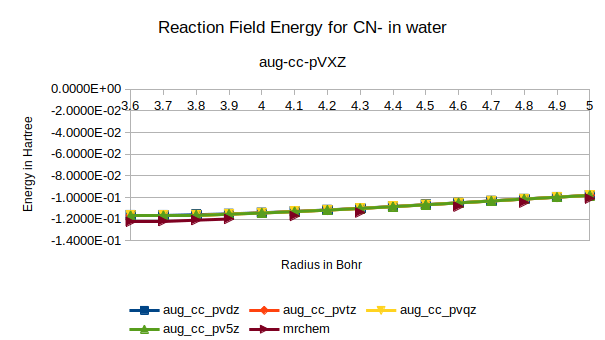 Reaction Field Energy for CN- in water
aug-cc-pVXZ
0.0000E+00
3.6 3.7 3.8 3.9 4 4.1 4.2 4.3 4.4 4.5 4.6 4.7 4.8 4.9 5
-2.0000E-02
-4.0000E-02
-6.0000E-02
-8.0000E-02
-1.0000E-01
-1.2000E-01
-1.4000E-01
Energy in Hartree
Radius in Bohr
aug_cc_pvdz aug_cc_pvtz aug_cc_pvqz
aug_cc_pv5z mrchem